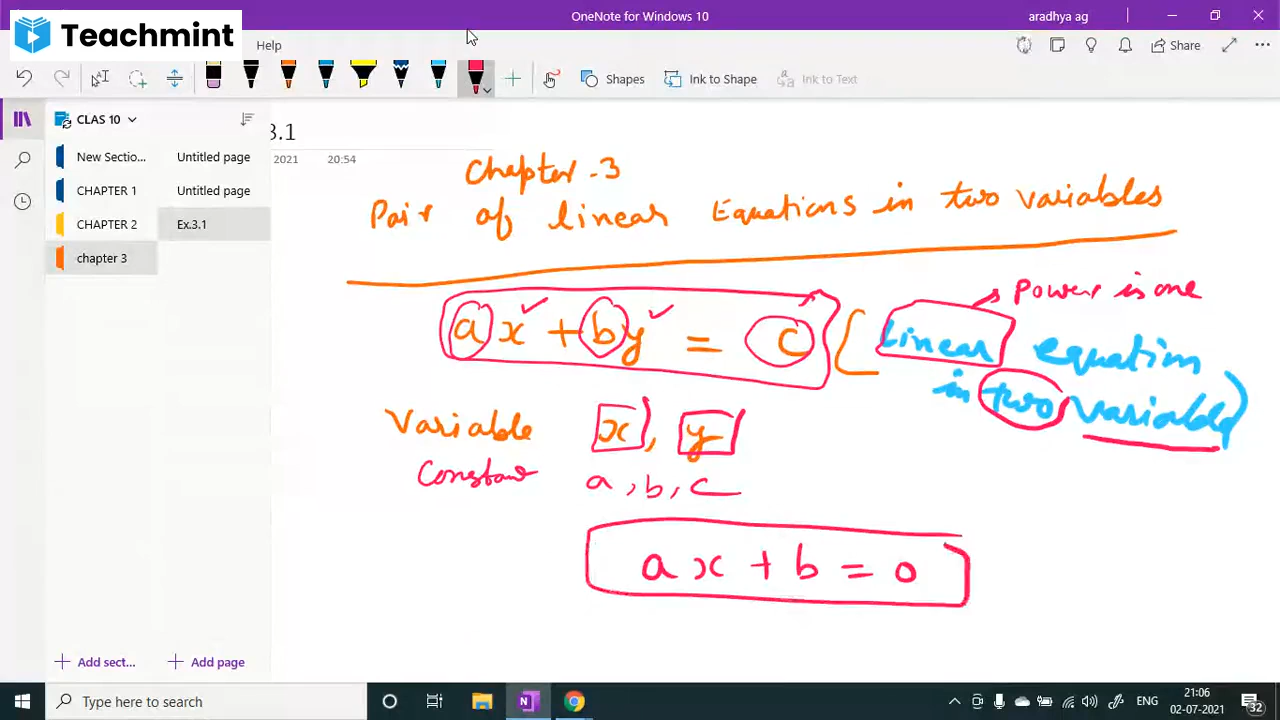 OneNote for Windows 10
aradhya ag
Teachmint
Help
Share
Shapes
Ink to Shape
Ink to Text
CLAS 10
New Sectio...
Untitled page
CHAPTER 1
Untitled page
CHAPTER 2
Ex.3.1
chapter 3
3.1
2021 20:54
Chapter - 3
Pair of linear Equations in two variables
ax + by = c
(Linear equation
in two variable)
Power is one
Variable x, y
Constant a, b, c
ax + b = 0
Add sect...
Add page
Type here to search
ENG
21:06
02-07-2021
32